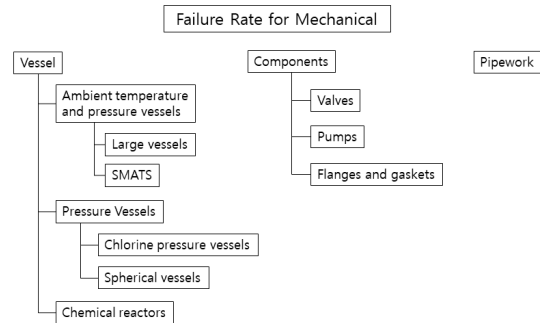 Failure Rate for Mechanical
Vessel
Ambient temperature
and pressure vessels
Large vessels
SMATS
Pressure Vessels
Chlorine pressure vessels
Spherical vessels
Chemical reactors
Components
Valves
Pumps
Flanges and gaskets
Pipework